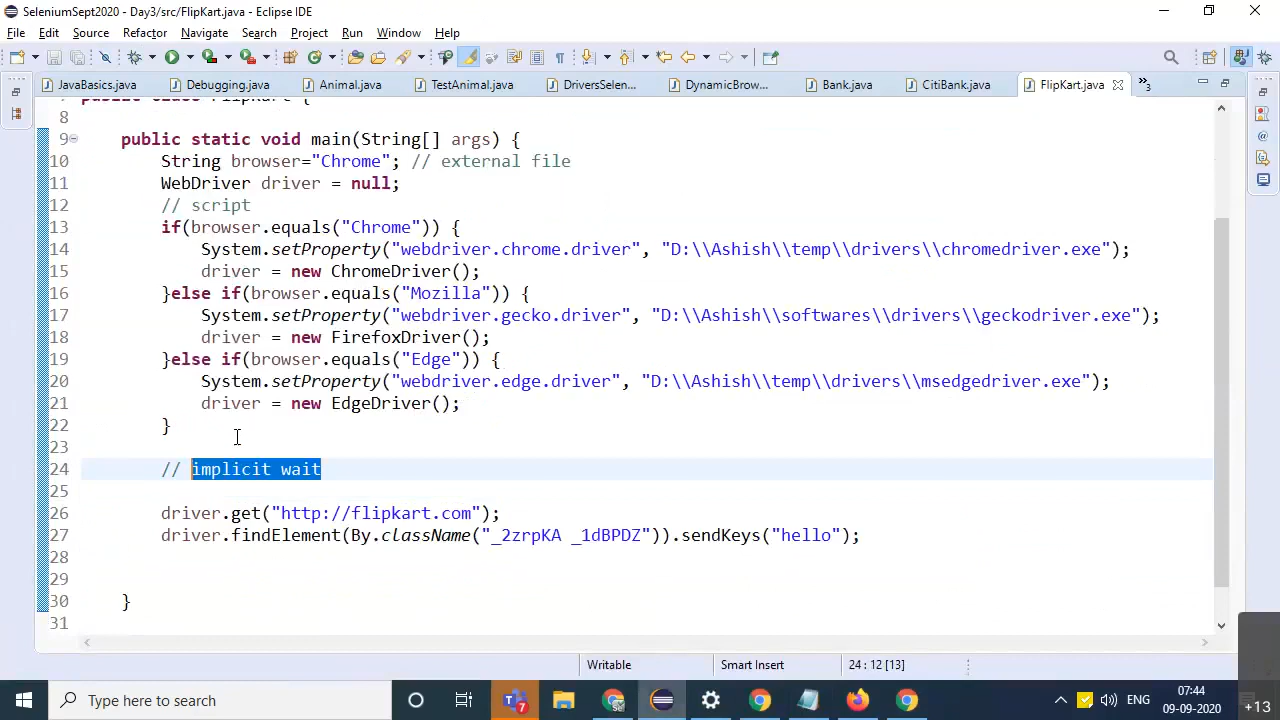 SeleniumSept2020 - Day3/src/FlipKart.java - Eclipse IDE
File Edit Source Refactor Navigate Search Project Run Window Help
JavaBasics.java Debugging.java Animal.java TestAnimal.java DriversSelen... DynamicBrow... Bank.java CitiBank.java FlipKart.java 3
8
9 public static void main(String[] args) {
10 String browser="Chrome"; // external file
11 WebDriver driver = null;
12 // script
13 if(browser.equals("Chrome")) {
14 System.setProperty("webdriver.chrome.driver", "D:\\Ashish\\temp\\drivers\\chromedriver.exe");
15 driver = new ChromeDriver();
16 }else if(browser.equals("Mozilla")) {
17 System.setProperty("webdriver.gecko.driver", "D:\\Ashish\\softwares\\drivers\\geckodriver.exe");
18 driver = new FirefoxDriver();
19 }else if(browser.equals("Edge")) {
20 System.setProperty("webdriver.edge.driver", "D:\\Ashish\\temp\\drivers\\msedgedriver.exe");
21 driver = new EdgeDriver();
22 }
23
24 // implicit wait
25
26 driver.get("http://flipkart.com");
27 driver.findElement(By.className("_2zrpKA _1dBPDZ")).sendKeys("hello");
28
29
30 }
31
Writable Smart Insert 24 : 12 [13]
Type here to search
7
ENG
07:44
09-09-2020
+13